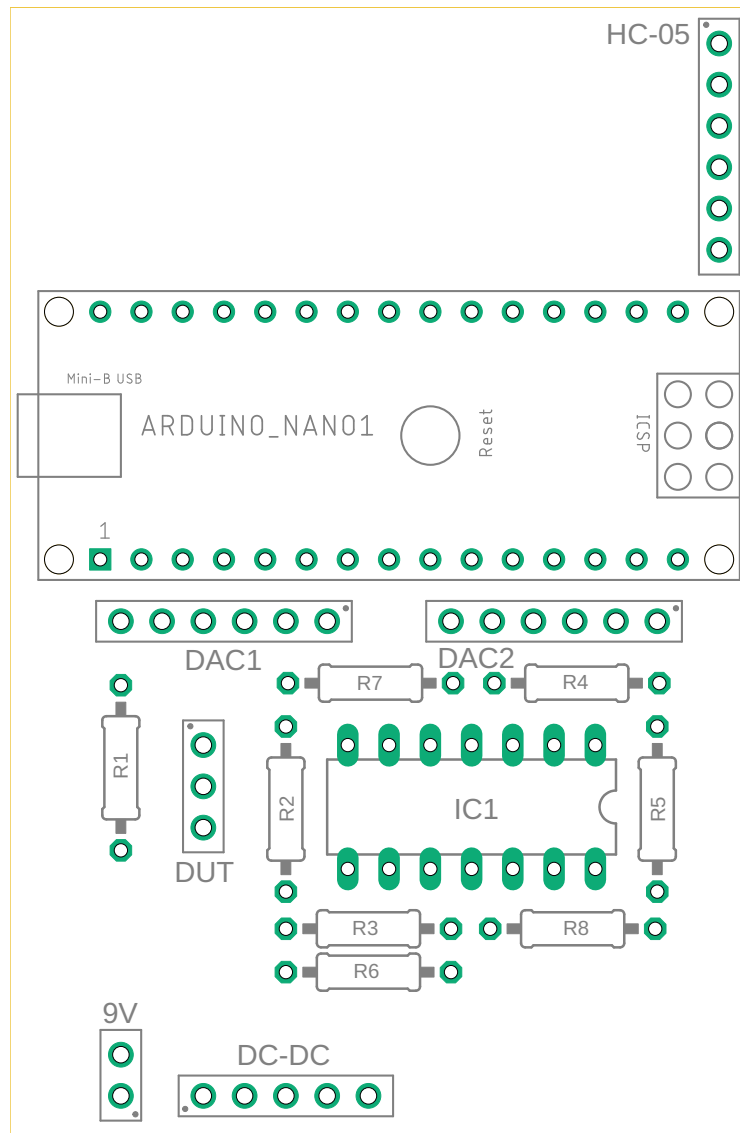 HC-05
Mini-B USB
ARDUINO_NANO1
Reset
ICSP
1
DAC1
DAC2
R7
R4
R1
R2
IC1
R5
DUT
R3
R8
R6
9V
DC-DC